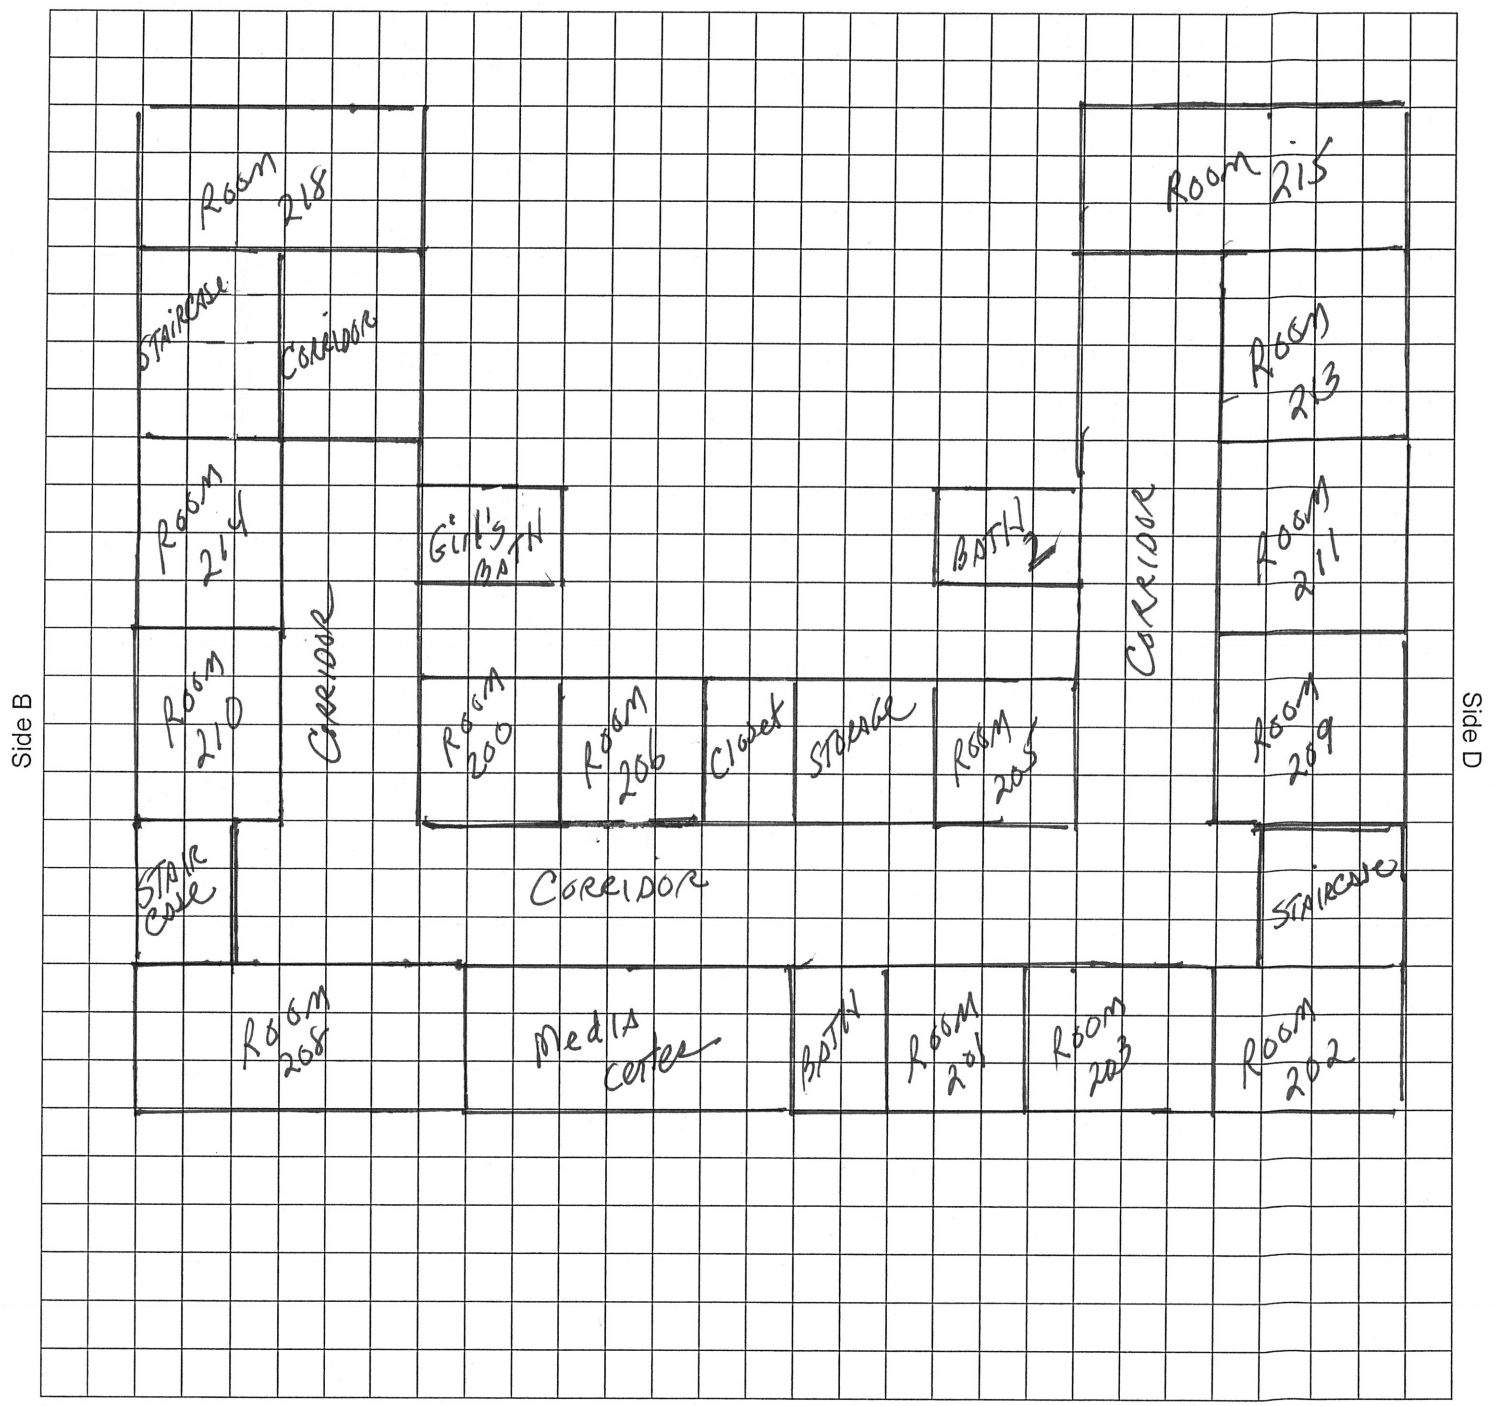 Room
218
Room 215
STAIRCASE
CORRIDOR
Room
213
Room
214
Girl's
BATH
BATH
2
CORRIDOR
Room
211
CORRIDOR
Room
210
Room
200
Room
206
Closet
STORAGE
Room
205
Room
209
Side B
Side D
STAIR
CASE
CORRIDOR
STAIRCASE
Room
208
Media
Center
BATH
Room
201
Room
203
Room
202